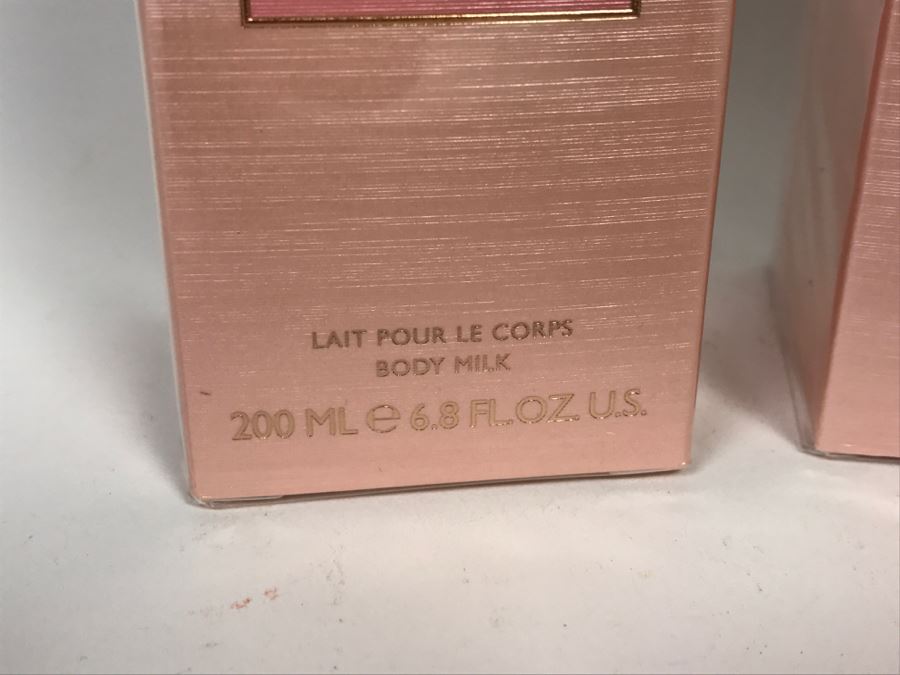 LAIT POUR LE CORPS
BODY MILK
200 ML ℮ 6.8 FL.OZ. U.S.